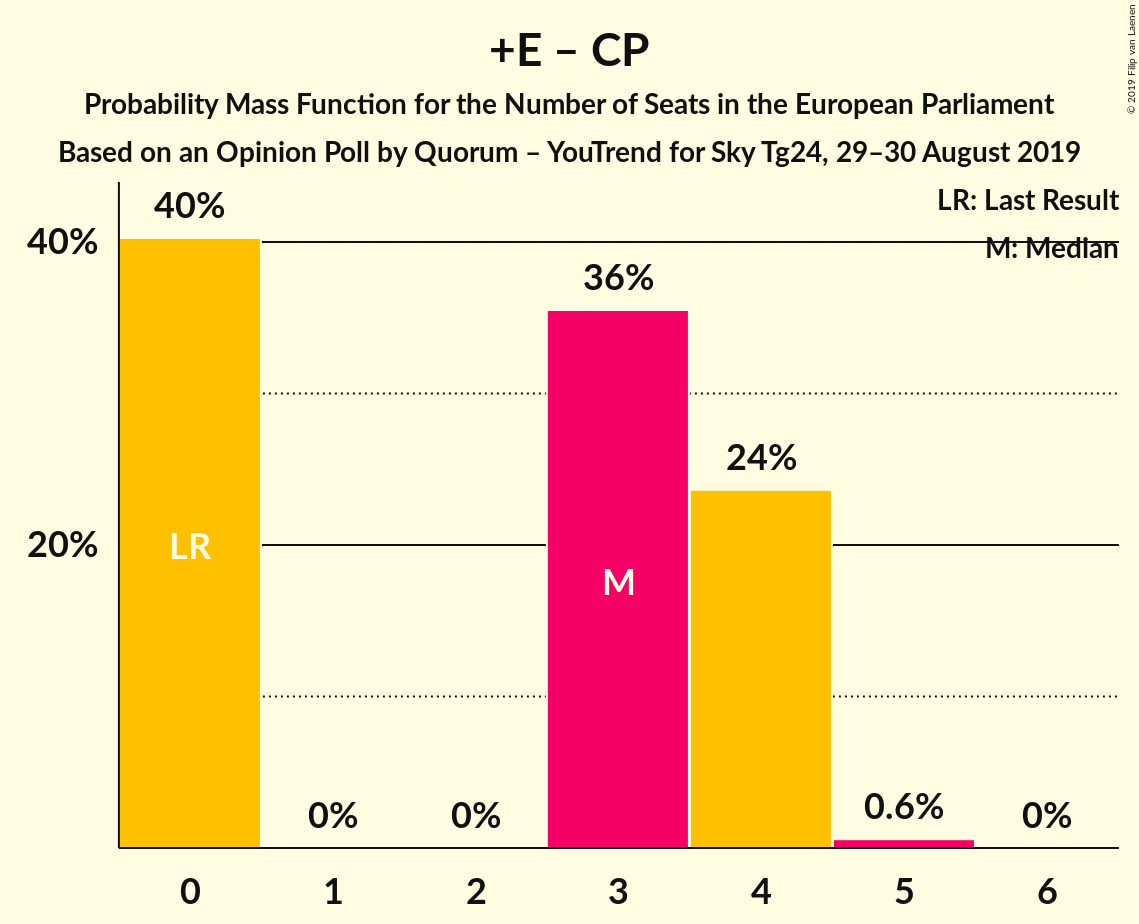 +E – CP
Probability Mass Function for the Number of Seats in the European Parliament
Based on an Opinion Poll by Quorum – YouTrend for Sky Tg24, 29–30 August 2019
© 2019 Filip van Laenen
LR: Last Result
M: Median
40%
20%
40%
0%
0%
36%
24%
0.6%
0%
LR
M
0
1
2
3
4
5
6